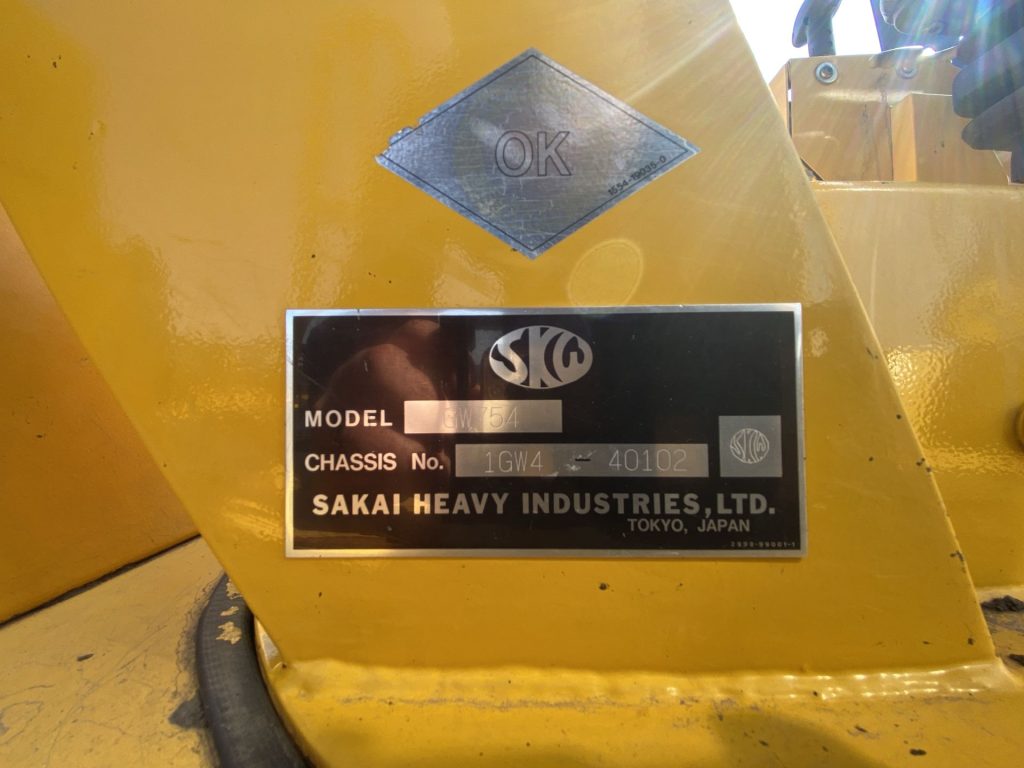 OK
1554-19035-0
SKW
MODEL GW754
CHASSIS No. 1GW4 - 40102
SKW
SAKAI HEAVY INDUSTRIES, LTD.
TOKYO, JAPAN